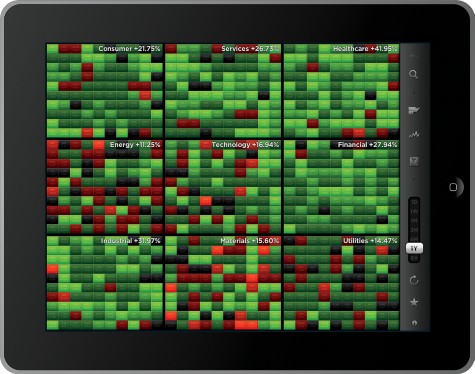 Consumer +21.75%
Services +26.73%
Healthcare +41.95%
Energy +11.25%
Technology +16.94%
Financial +27.94%
Industrial +31.97%
Materials +15.60%
Utilities +14.47%
1Y